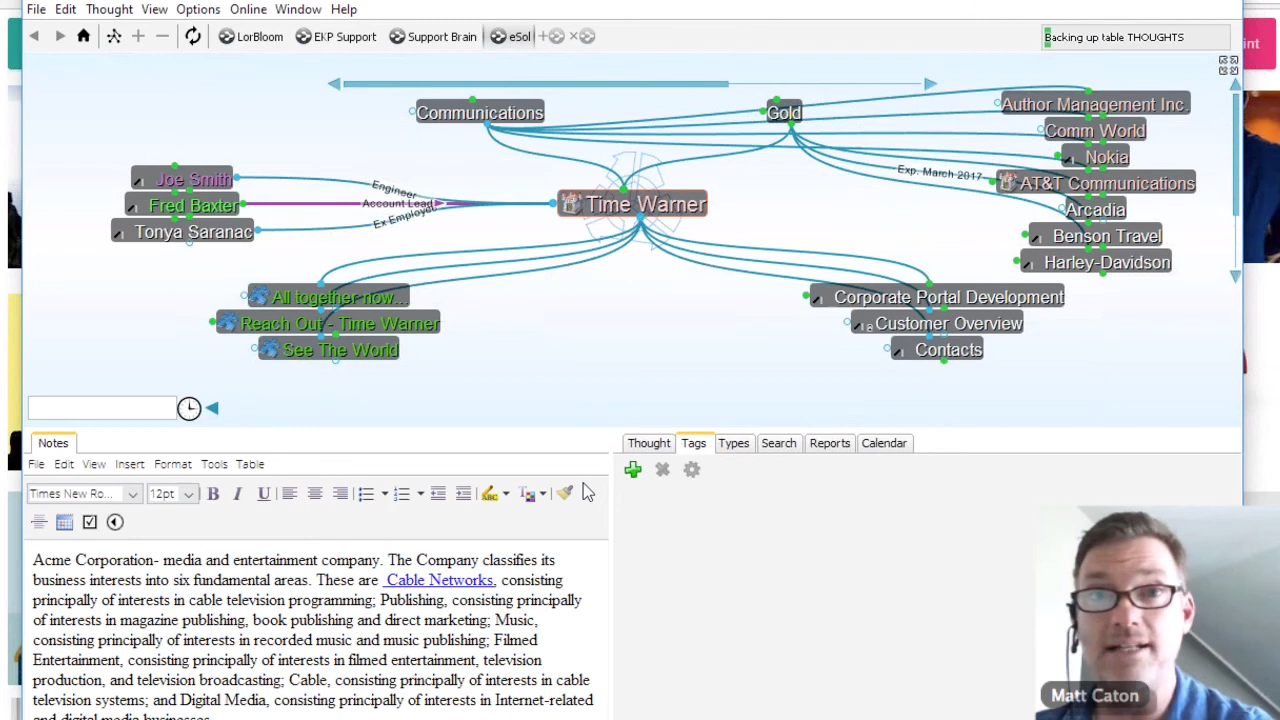 File Edit Thought View Options Online Window Help
LorBloom EKP Support Support Brain eSol
Backing up table THOUGHTS
int
Communications
Gold
Author Management Inc.
Comm World
Nokia
Exp. March 2017
AT&T Communications
Arcadia
Benson Travel
Harley-Davidson
Joe Smith
Engineer
Fred Baxter
Account Lead
Tonya Saranac
Ex Employee
Time Warner
All together now...
Reach Out - Time Warner
See The World
Corporate Portal Development
8 Customer Overview
Contacts
Notes
Thought Tags Types Search Reports Calendar
File Edit View Insert Format Tools Table
Times New Ro... 12pt B I U ABC T
Acme Corporation- media and entertainment company. The Company classifies its
business interests into six fundamental areas. These are Cable Networks, consisting
principally of interests in cable television programming; Publishing, consisting principally
of interests in magazine publishing, book publishing and direct marketing; Music,
consisting principally of interests in recorded music and music publishing; Filmed
Entertainment, consisting principally of interests in filmed entertainment, television
production, and television broadcasting; Cable, consisting principally of interests in cable
television systems; and Digital Media, consisting principally of interests in Internet-related
and digital media businesses.
Matt Caton